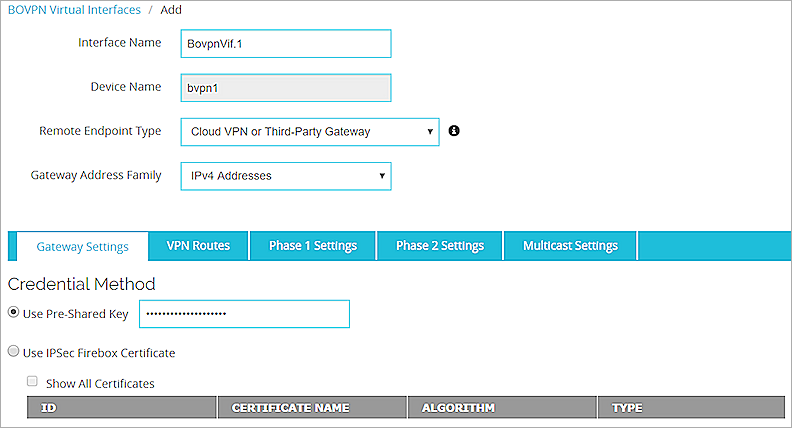 BOVPN Virtual Interfaces / Add
Interface Name BovpnVif.1
Device Name bvpn1
Remote Endpoint Type Cloud VPN or Third-Party Gateway
Gateway Address Family IPv4 Addresses
Gateway Settings VPN Routes Phase 1 Settings Phase 2 Settings Multicast Settings
Credential Method
Use Pre-Shared Key ••••••••••••••••••••
Use IPSec Firebox Certificate
Show All Certificates
ID CERTIFICATE NAME ALGORITHM TYPE